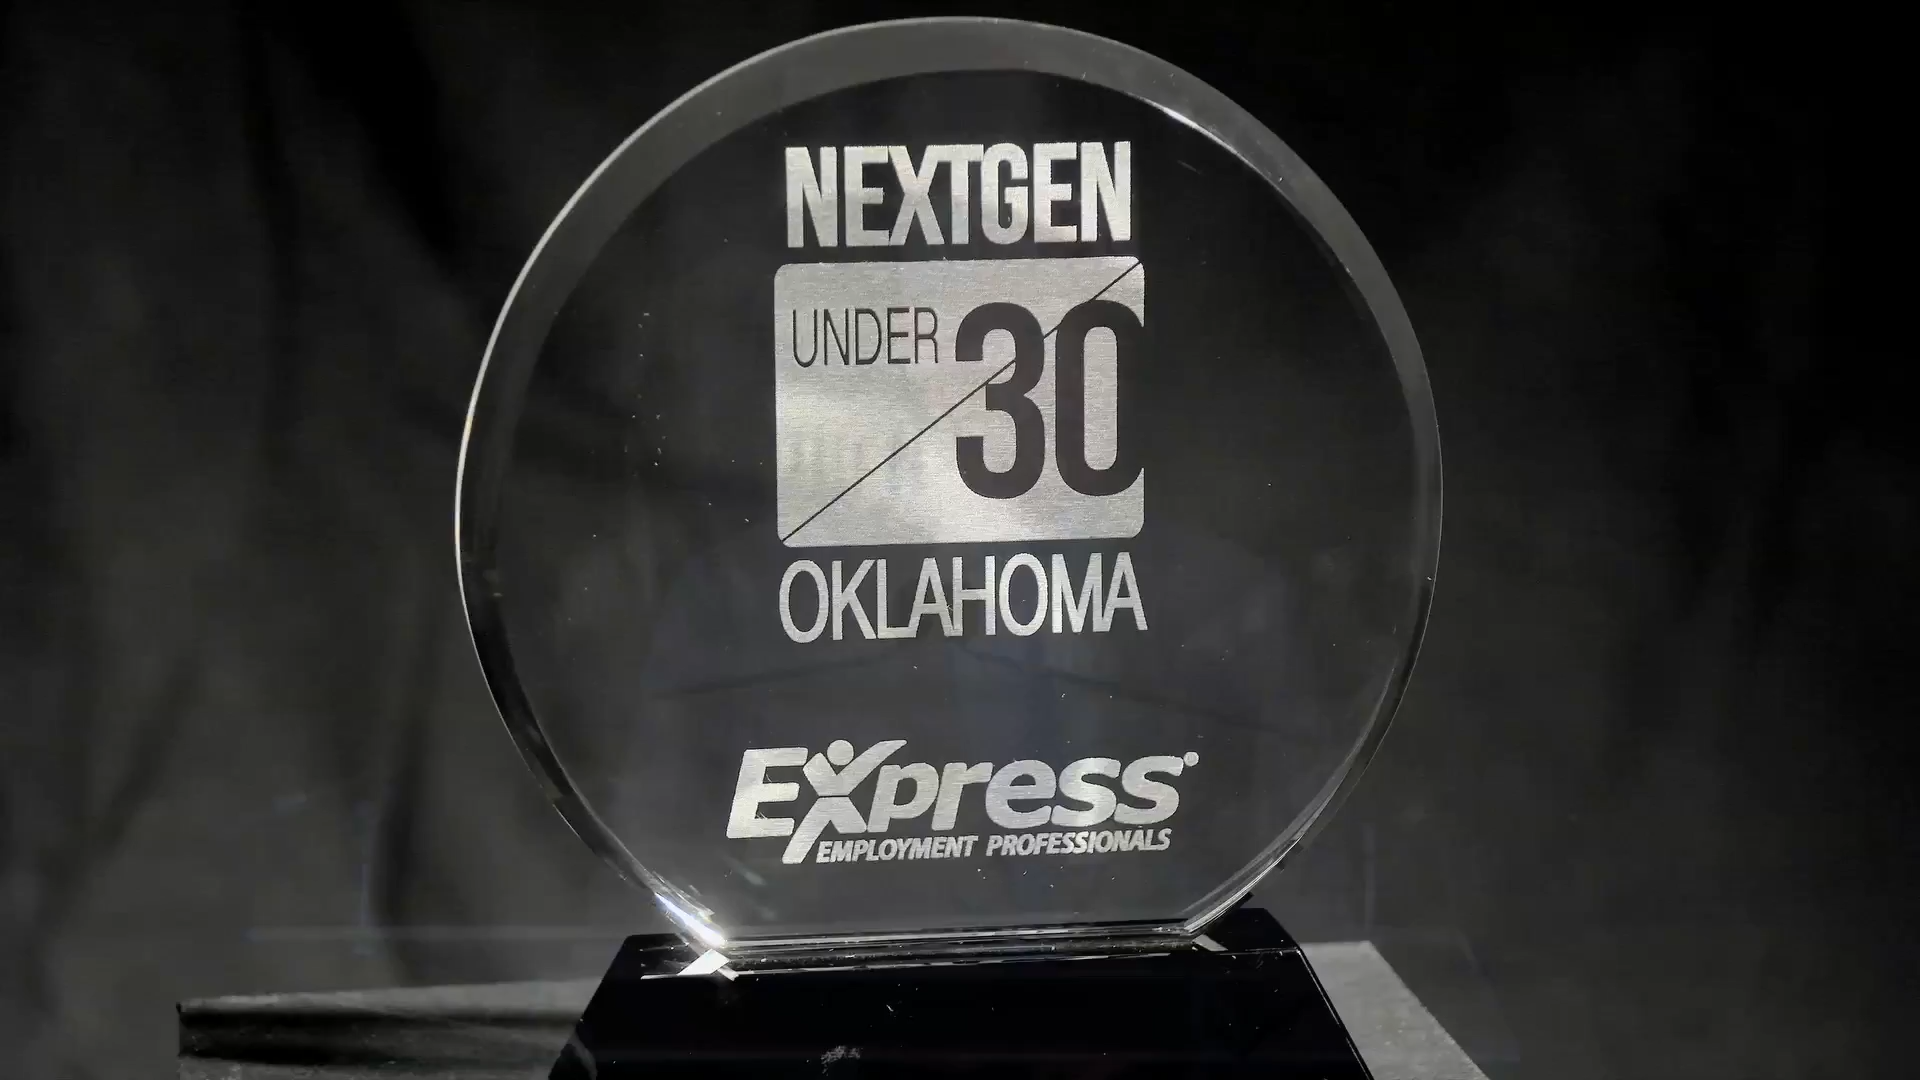 NEXTGEN
UNDER 30
OKLAHOMA
Express
EMPLOYMENT PROFESSIONALS